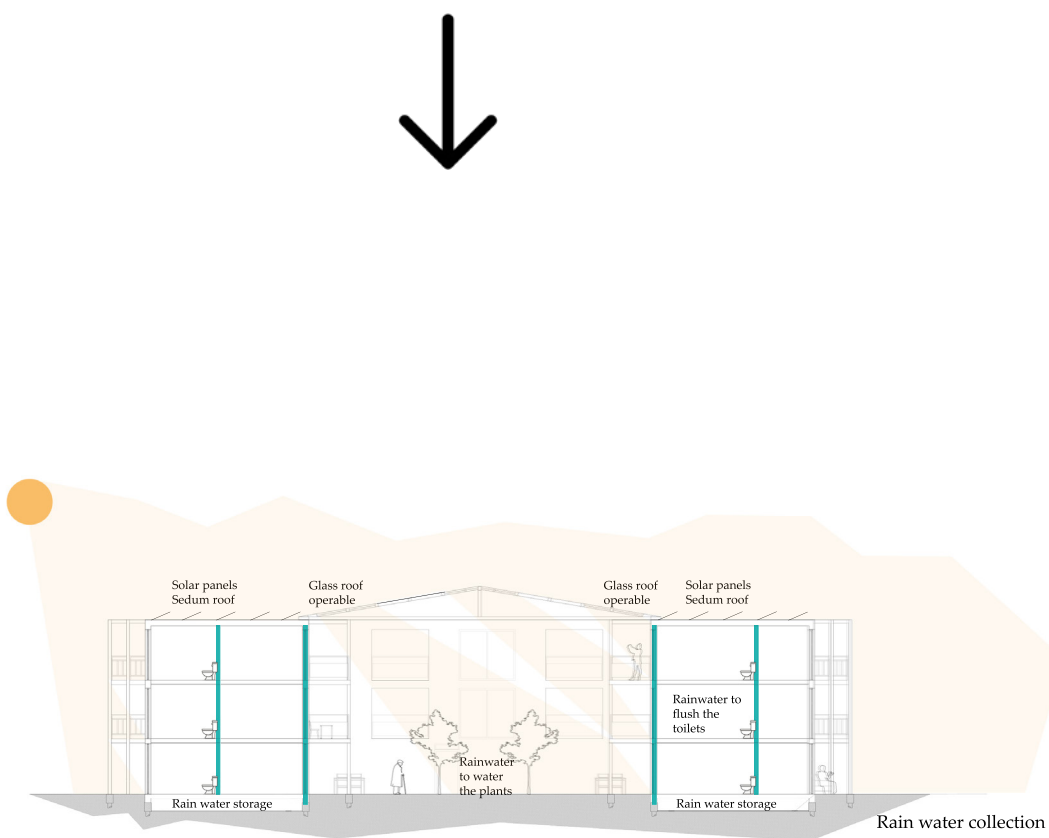 Solar panels
Sedum roof
Glass roof
operable
Glass roof
operable
Solar panels
Sedum roof
Rainwater to
flush the
toilets
Rainwater
to water
the plants
Rain water storage
Rain water storage
Rain water collection